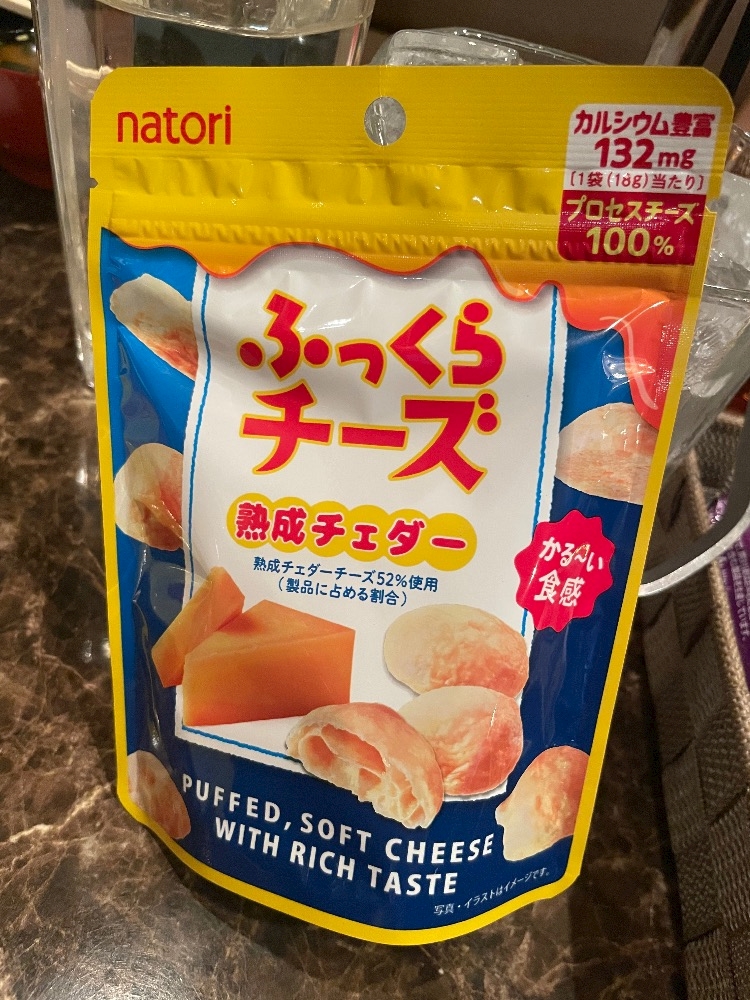 natori
カルシウム豊富
132mg
[1袋(18g)当たり]
プロセスチーズ
100%
ふっくら
チーズ
熟成チェダー
熟成チェダーチーズ52%使用
(製品に占める割合)
かる〜い
食感
PUFFED, SOFT CHEESE
WITH RICH TASTE
写真・イラストはイメージです。